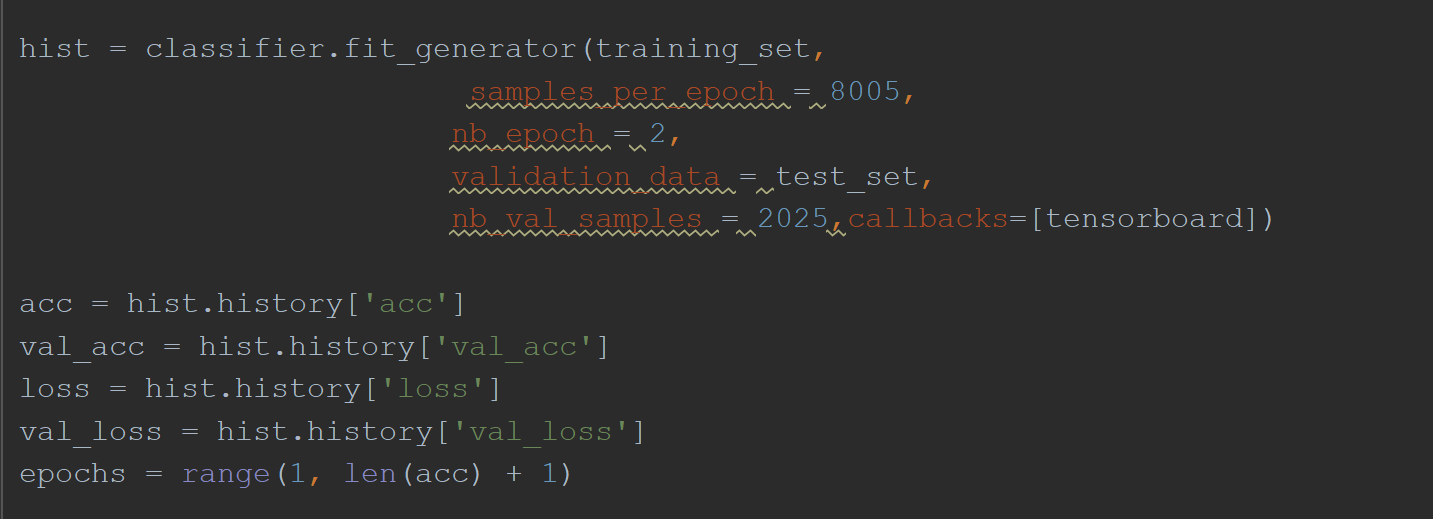 hist = classifier.fit_generator(training_set,
samples_per_epoch = 8005,
nb_epoch = 2,
validation_data = test_set,
nb_val_samples = 2025,callbacks=[tensorboard])
acc = hist.history['acc']
val_acc = hist.history['val_acc']
loss = hist.history['loss']
val_loss = hist.history['val_loss']
epochs = range(1, len(acc) + 1)